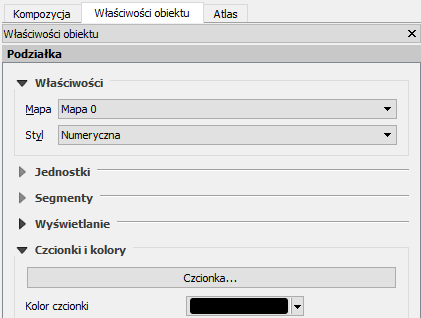 Kompozycja Właściwości obiektu Atlas
Właściwości obiektu
Podziałka
Właściwości
Mapa Mapa 0
Styl Numeryczna
Jednostki
Segmenty
Wyświetlanie
Czcionki i kolory
Czcionka...
Kolor czcionki